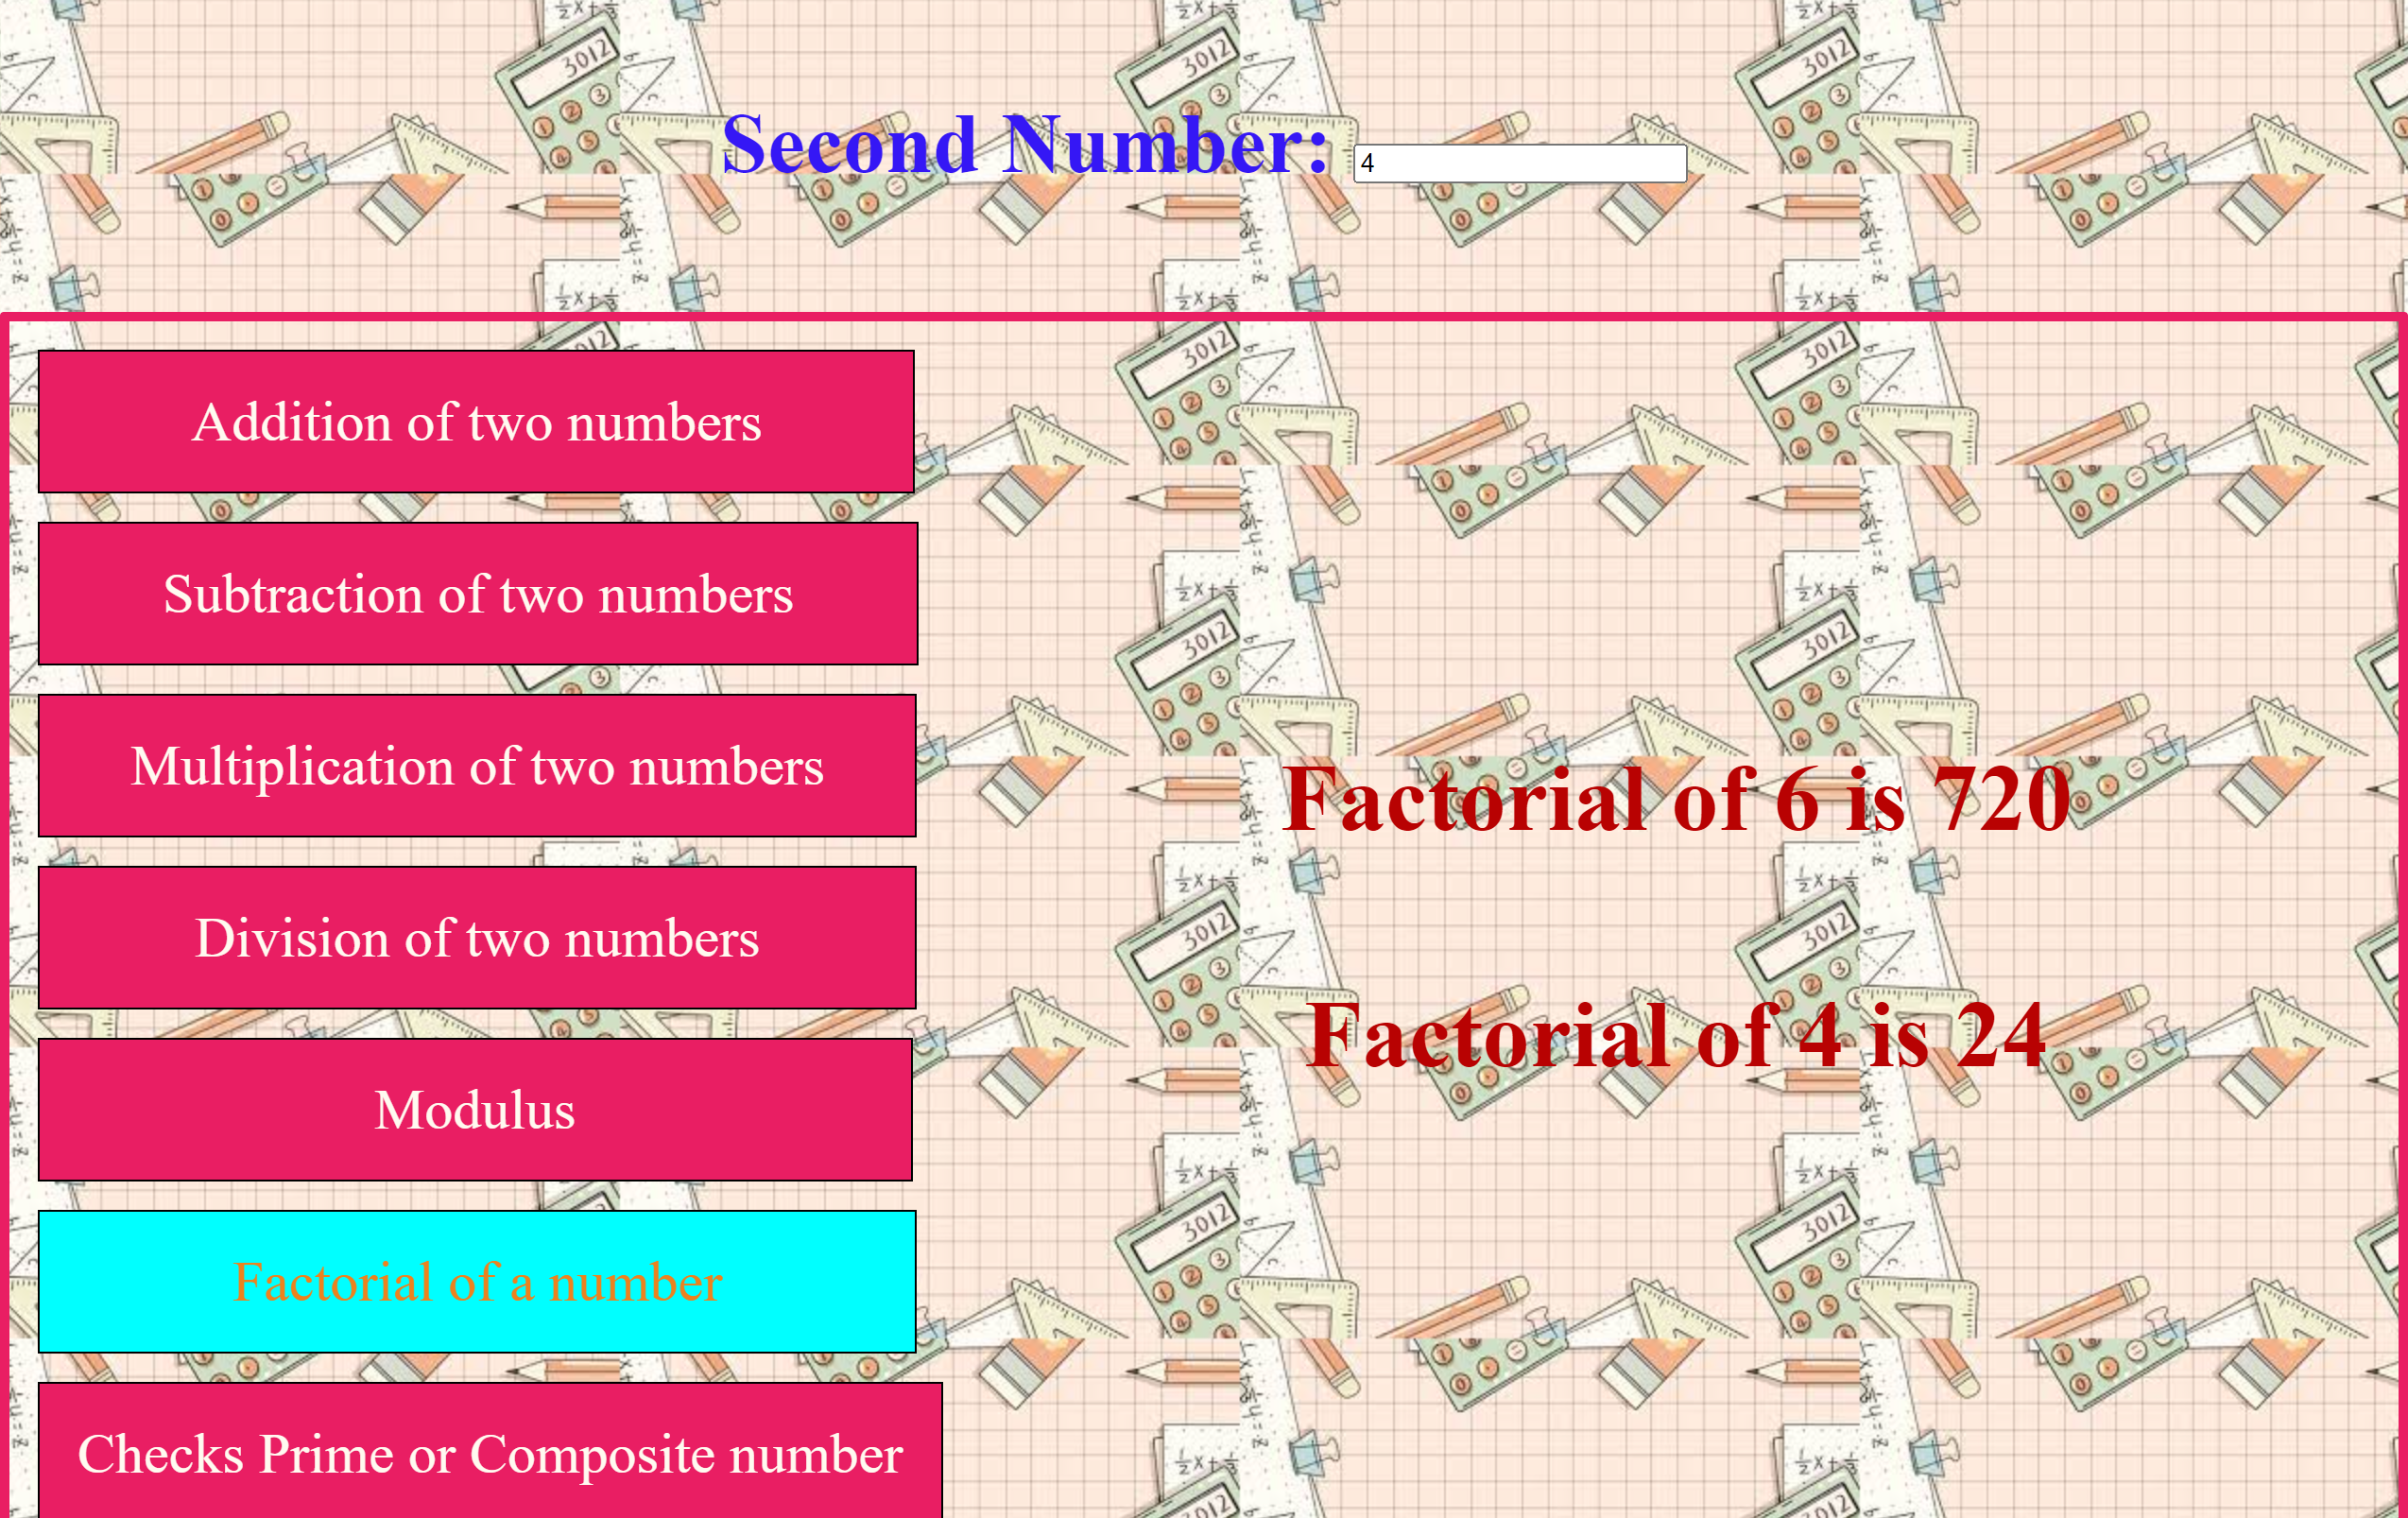 Second Number: 4
Addition of two numbers
Subtraction of two numbers
Multiplication of two numbers
Factorial of 6 is 720
Division of two numbers
Factorial of 4 is 24
Modulus
Factorial of a number
Checks Prime or Composite number